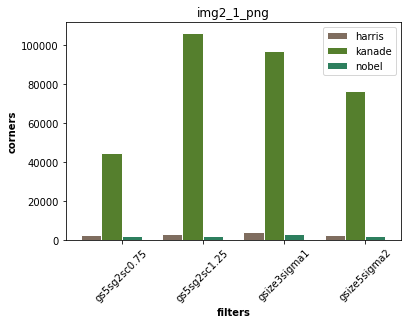 img2_1_png
harris
kanade
nobel
100000
80000
60000
40000
20000
0
corners
gs5sg2sc0.75
gs5sg2sc1.25
gsize3sigma1
gsize5sigma2
filters